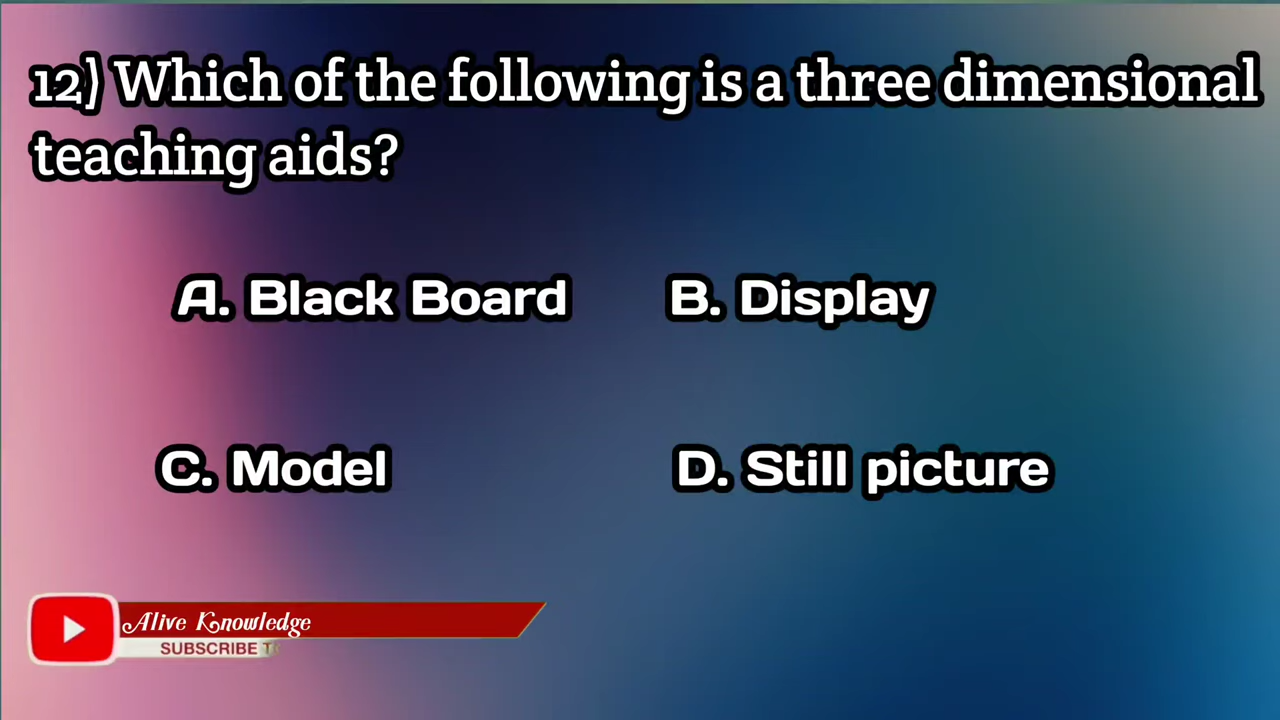 12) Which of the following is a three dimensional
teaching aids?
A. Black Board
B. Display
C. Model
D. Still picture
Alive Knowledge
SUBSCRIBE